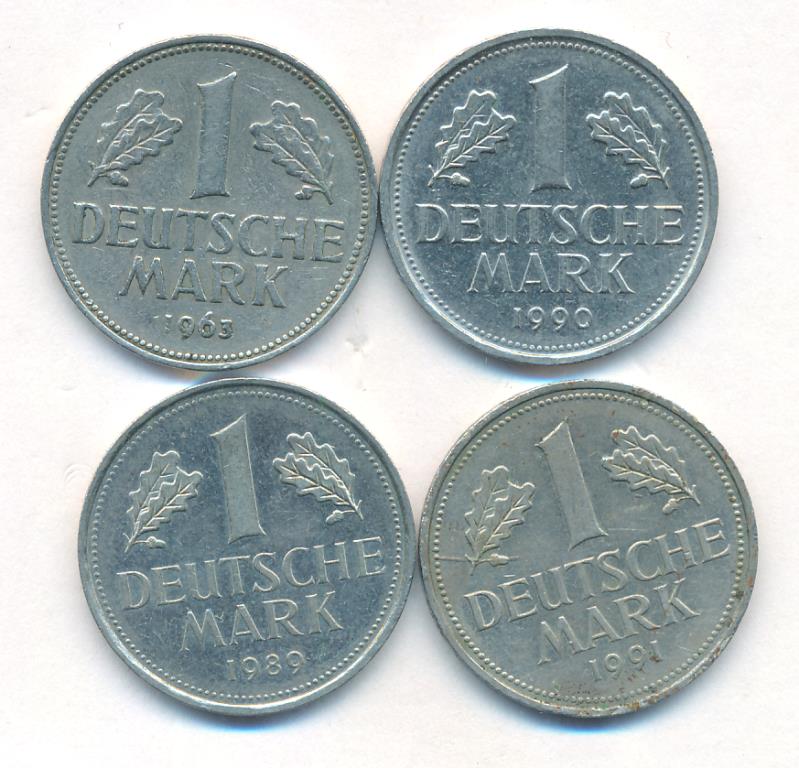 1
DEUTSCHE
MARK
1963
1
DEUTSCHE
MARK
1990
1
DEUTSCHE
MARK
1989
1
DEUTSCHE
MARK
1991